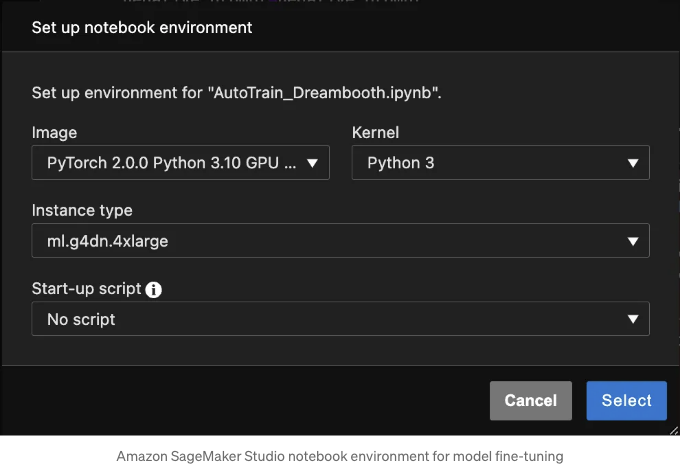 Set up notebook environment
Set up environment for "AutoTrain_Dreambooth.ipynb".
Image
Kernel
PyTorch 2.0.0 Python 3.10 GPU ...
Python 3
Instance type
ml.g4dn.4xlarge
Start-up script
No script
Cancel
Select
Amazon SageMaker Studio notebook environment for model fine-tuning